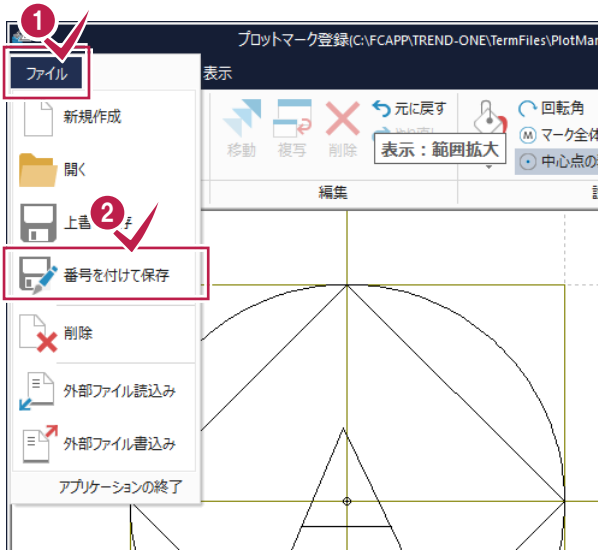 1
プロットマーク登録(C:\FCAPP\TREND-ONE\TermFiles\PlotMar
ファイル
表示
新規作成
開く
上書
2
番号を付けて保存
削除
外部ファイル読込み
外部ファイル書込み
アプリケーションの終了
移動
複写
削除
元に戻す
表示：範囲拡大
編集
回転角
M
マーク全体
中心点の
A